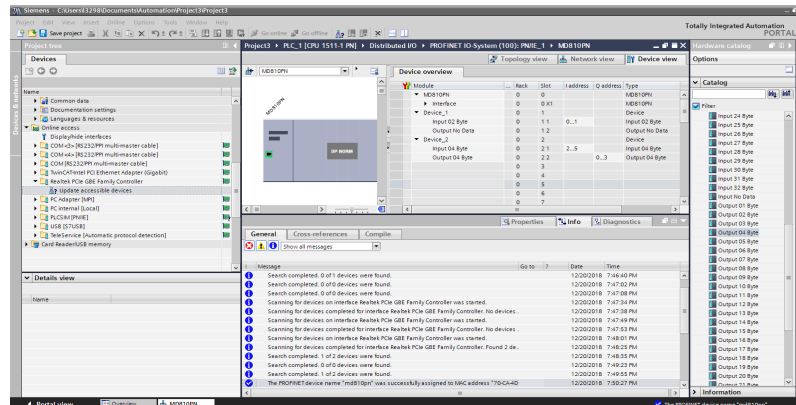 Siemens - C:\Users\13298\Documents\Automation\Project3\Project3
Project Edit View Insert Online Options Tools Window Help
Save project Go online Go offline
Totally Integrated Automation
PORTAL
Project tree
Project3 ▸ PLC_1 [CPU 1511-1 PN] ▸ Distributed I/O ▸ PROFINET IO-System (100): PN/IE_1 ▸ MD810PN
Hardware catalog
Devices
Topology view Network view Device view
Options
MD810PN
Device overview
Catalog
Name
Common data
Documentation settings
Languages & resources
Online access
Display/hide interfaces
COM <3> [RS232/PPI multi-master cable]
COM <4> [RS232/PPI multi-master cable]
COM [RS232/PPI multi-master cable]
TwinCAT-Intel PCI Ethernet Adapter (Gigabit)
Realtek PCIe GBE Family Controller
Update accessible devices
PC Adapter [MPI]
PC internal [Local]
PLCSIM [PN/IE]
USB [S7USB]
TeleService [Automatic protocol detection]
Card Reader/USB memory
Details view
Name
Devices & networks
MD810PN
DP-NORM
Module ... Rack Slot I address Q address Type
MD810PN 0 0 MD810PN
Interface 0 0 X1 MD810PN
Device_1 0 1 Device
Input 02 Byte 0 1 1 0...1 Input 02 Byte
Output No Data 0 1 2 Output No Data
Device_2 0 2 Device
Input 04 Byte 0 2 1 2...5 Input 04 Byte
Output 04 Byte 0 2 2 0...3 Output 04 Byte
0 3
0 4
0 5
0 6
0 7
Properties Info Diagnostics
General Cross-references Compile
Show all messages
! Message Go to ? Date Time
Search completed. 0 of 1 devices were found. 12/20/2018 7:46:40 PM
Search completed. 0 of 0 devices were found. 12/20/2018 7:47:02 PM
Search completed. 0 of 0 devices were found. 12/20/2018 7:47:08 PM
Scanning for devices on interface Realtek PCIe GBE Family Controller was started. 12/20/2018 7:47:34 PM
Scanning for devices completed for interface Realtek PCIe GBE Family Controller. No devices .. 12/20/2018 7:47:38 PM
Scanning for devices on interface Realtek PCIe GBE Family Controller was started. 12/20/2018 7:47:49 PM
Scanning for devices completed for interface Realtek PCIe GBE Family Controller. No devices .. 12/20/2018 7:47:53 PM
Scanning for devices on interface Realtek PCIe GBE Family Controller was started. 12/20/2018 7:48:01 PM
Scanning for devices completed for interface Realtek PCIe GBE Family Controller. Found 2 de.. 12/20/2018 7:48:25 PM
Search completed. 1 of 2 devices were found. 12/20/2018 7:48:35 PM
Search completed. 0 of 0 devices were found. 12/20/2018 7:49:23 PM
Search completed. 1 of 2 devices were found. 12/20/2018 7:49:55 PM
The PROFINET device name "md810pn" was successfully assigned to MAC address "70-CA-4D 12/20/2018 7:50:27 PM
Filter
Input 24 Byte
Input 25 Byte
Input 26 Byte
Input 27 Byte
Input 28 Byte
Input 29 Byte
Input 30 Byte
Input 31 Byte
Input 32 Byte
Input No Data
Output 01 Byte
Output 02 Byte
Output 03 Byte
Output 04 Byte
Output 05 Byte
Output 06 Byte
Output 07 Byte
Output 08 Byte
Output 09 Byte
Output 10 Byte
Output 11 Byte
Output 12 Byte
Output 13 Byte
Output 14 Byte
Output 15 Byte
Output 16 Byte
Output 17 Byte
Output 18 Byte
Output 19 Byte
Output 20 Byte
Output 21 Byte
Information
Portal view Overview MD810PN The PROFINET device name "md810pn"